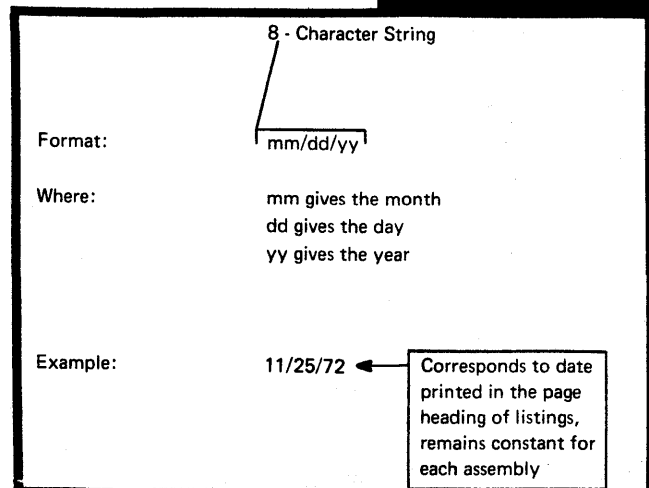 8 - Character String
Format: mm/dd/yy
Where: mm gives the month
dd gives the day
yy gives the year
Example: 11/25/72
Corresponds to date
printed in the page
heading of listings,
remains constant for
each assembly